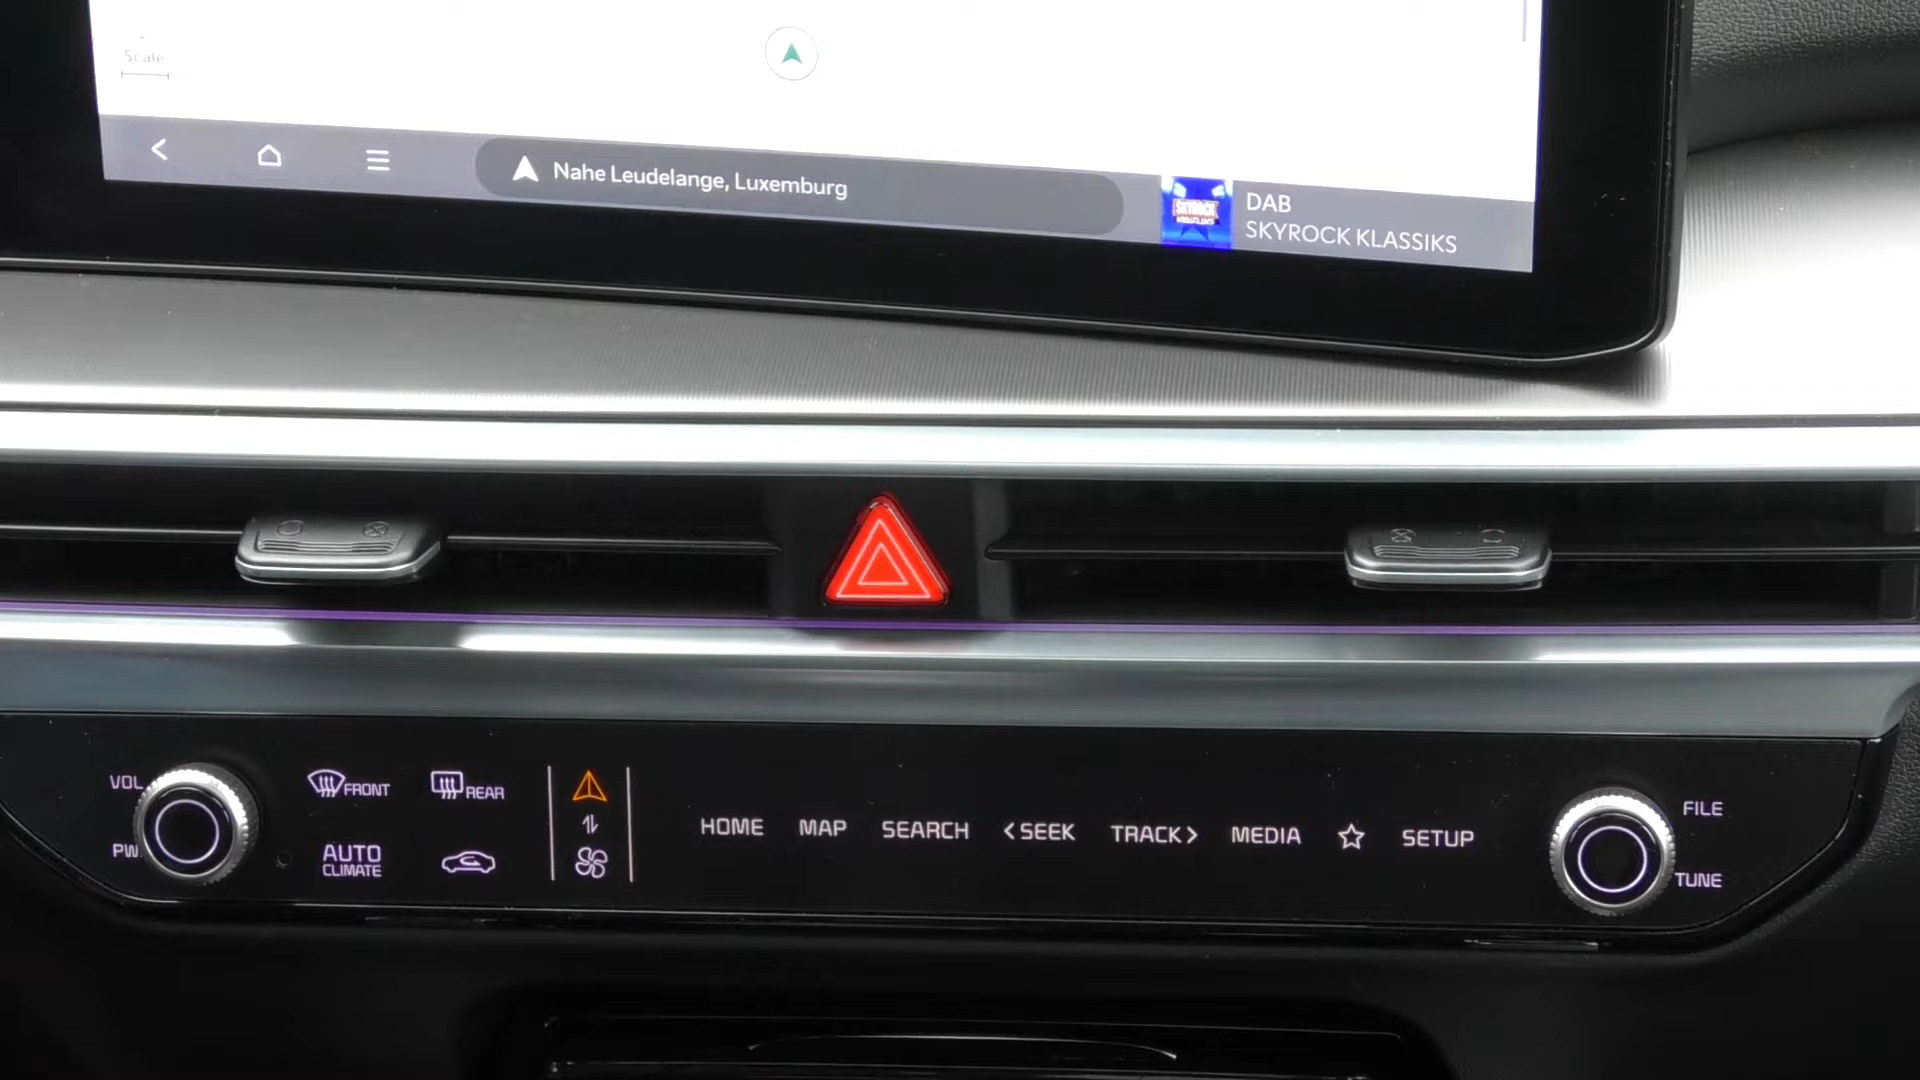 Scale
Nahe Leudelange, Luxemburg
SKYROCK
DAB
SKYROCK KLASSIKS
VOL
PW
FRONT
REAR
AUTO
CLIMATE
HOME MAP SEARCH <SEEK TRACK> MEDIA ☆ SETUP
FILE
TUNE